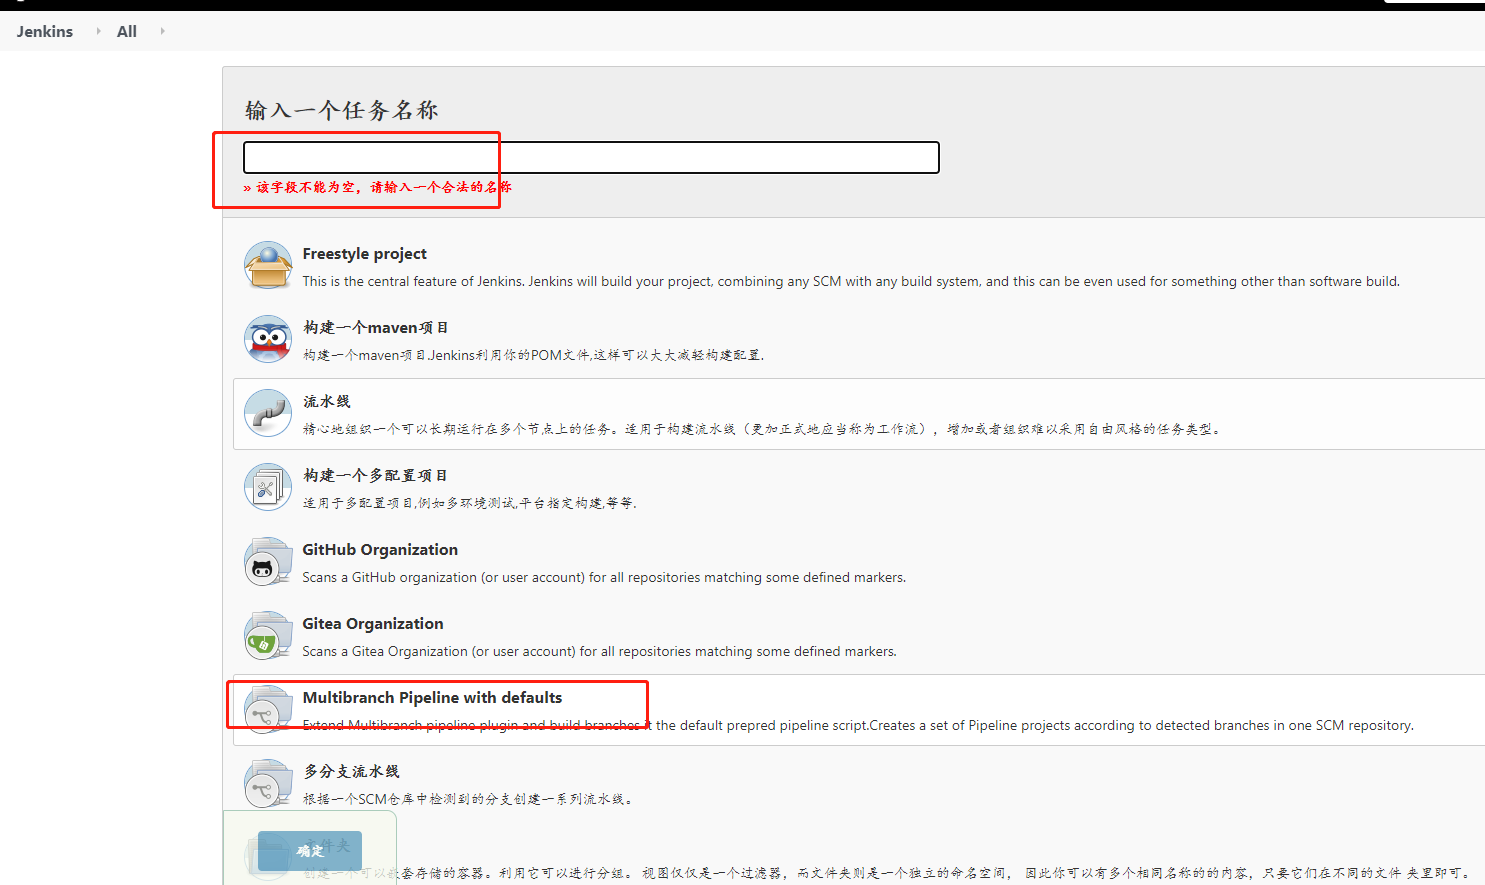 Jenkins All
输入一个任务名称
» 该字段不能为空，请输入一个合法的名称
Freestyle project
This is the central feature of Jenkins. Jenkins will build your project, combining any SCM with any build system, and this can be even used for something other than software build.
构建一个maven项目
构建一个maven项目.Jenkins利用你的POM文件,这样可以大大减轻构建配置.
流水线
精心地组织一个可以长期运行在多个节点上的任务。适用于构建流水线（更加正式地应当称为工作流），增加或者组织难以采用自由风格的任务类型。
构建一个多配置项目
适用于多配置项目,例如多环境测试,平台指定构建,等等.
GitHub Organization
Scans a GitHub organization (or user account) for all repositories matching some defined markers.
Gitea Organization
Scans a Gitea Organization (or user account) for all repositories matching some defined markers.
Multibranch Pipeline with defaults
Extend Multibranch pipeline plugin and build branches it the default prepred pipeline script.Creates a set of Pipeline projects according to detected branches in one SCM repository.
多分支流水线
根据一个SCM仓库中检测到的分支创建一系列流水线。
文件夹
确定
创建一个可以嵌套存储的容器。利用它可以进行分组。 视图仅仅是一个过滤器，而文件夹则是一个独立的命名空间， 因此你可以有多个相同名称的的内容，只要它们在不同的文件 夹里即可。